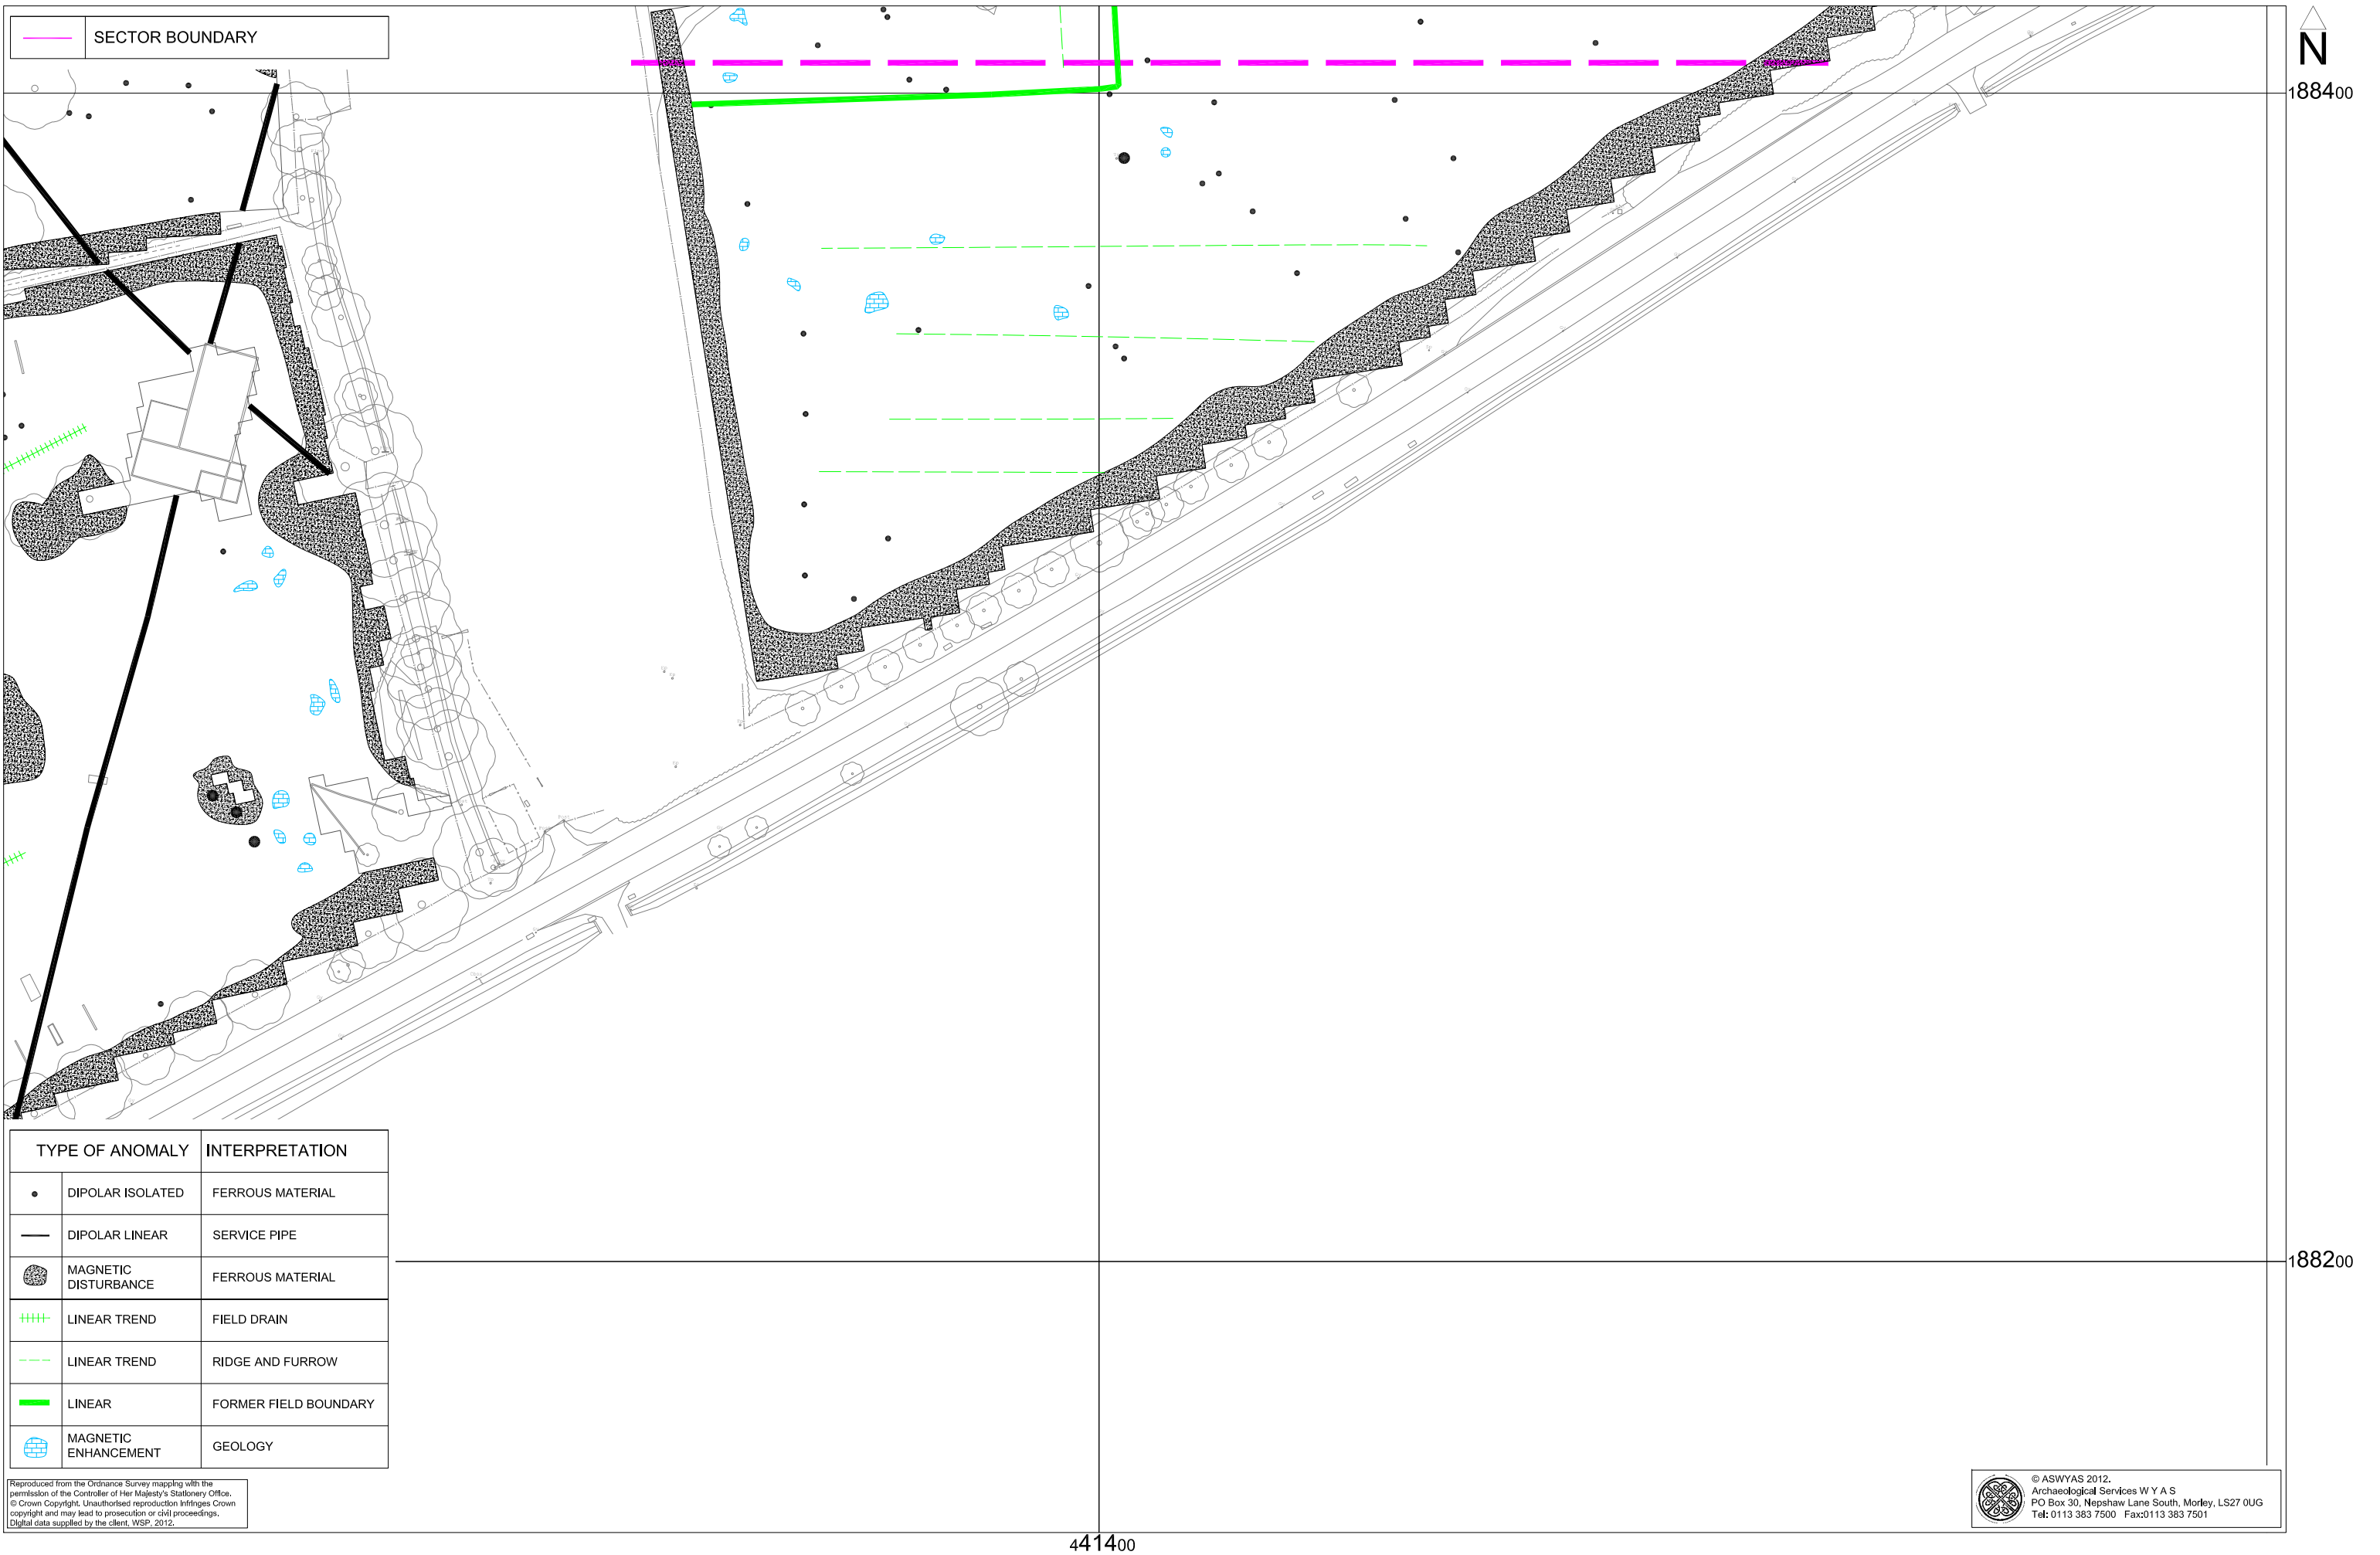 SECTOR BOUNDARY
N
188400
TYPE OF ANOMALY INTERPRETATION
DIPOLAR ISOLATED FERROUS MATERIAL
DIPOLAR LINEAR SERVICE PIPE
MAGNETIC
DISTURBANCE
FERROUS MATERIAL
LINEAR TREND FIELD DRAIN
LINEAR TREND RIDGE AND FURROW
LINEAR FORMER FIELD BOUNDARY
MAGNETIC
ENHANCEMENT
GEOLOGY
188200
Reproduced from the Ordnance Survey mapping with the
permission of the Controller of Her Majesty's Stationery Office.
© Crown Copyright. Unauthorised reproduction infringes Crown
copyright and may lead to prosecution or civil proceedings.
Digital data supplied by the client, WSP, 2012.
© ASWYAS 2012.
Archaeological Services W Y A S
PO Box 30, Nepshaw Lane South, Morley, LS27 0UG
Tel: 0113 383 7500 Fax:0113 383 7501
441400